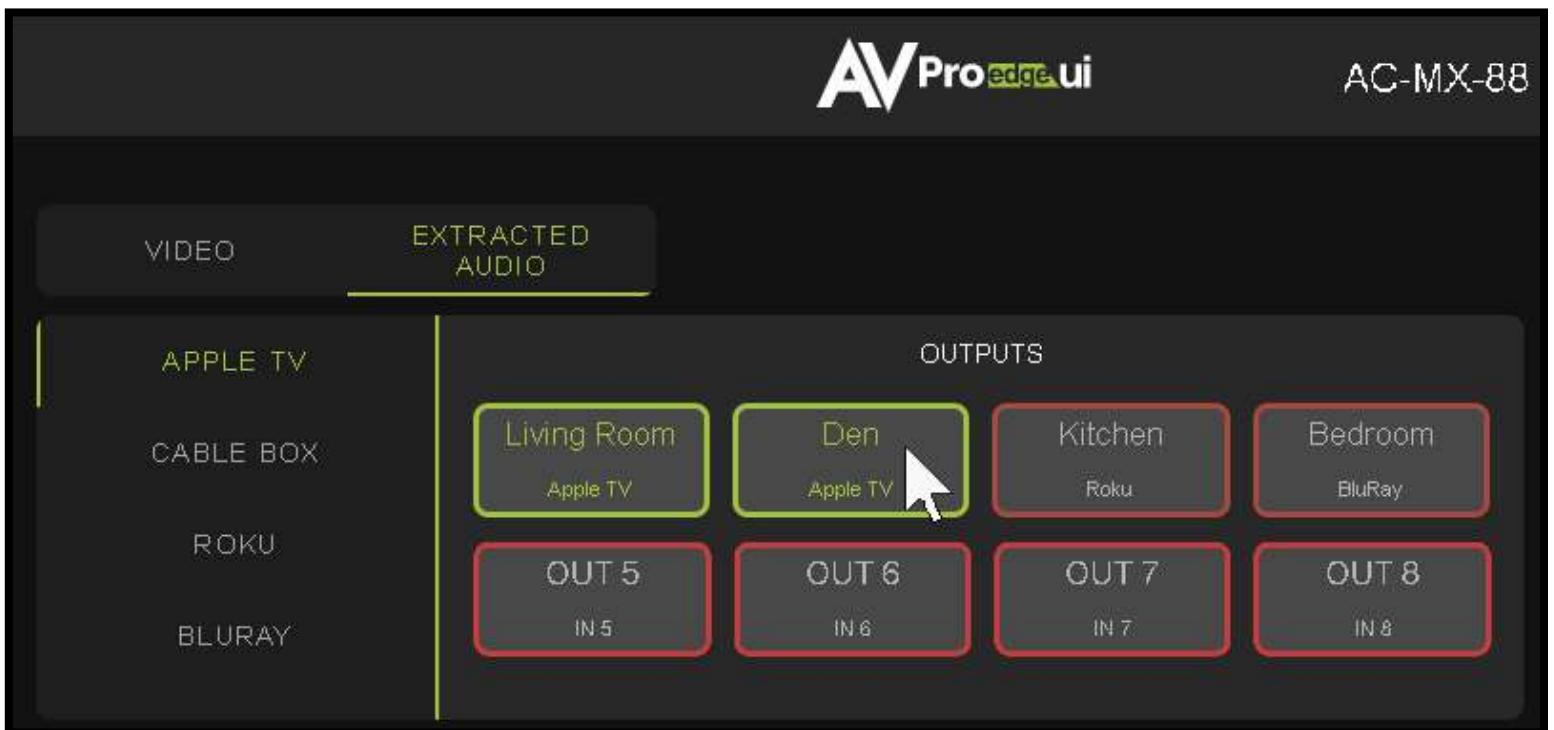 AVPro edge ui
AC-MX-88
VIDEO
EXTRACTED
AUDIO
APPLE TV
CABLE BOX
ROKU
BLURAY
OUTPUTS
Living Room
Apple TV
Den
Apple TV
Kitchen
Roku
Bedroom
BluRay
OUT 5
IN 5
OUT 6
IN 6
OUT 7
IN 7
OUT 8
IN 8